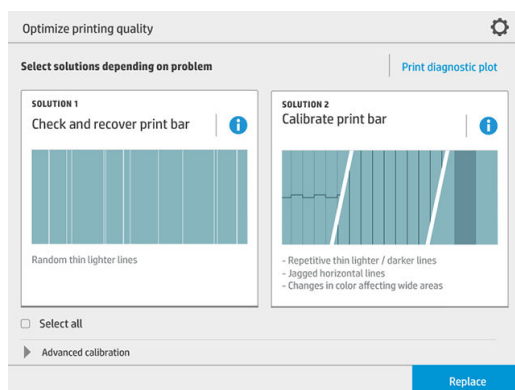 Optimize printing quality
Select solutions depending on problem
Print diagnostic plot
SOLUTION 1
Check and recover print bar
Random thin lighter lines
SOLUTION 2
Calibrate print bar
- Repetitive thin lighter / darker lines
- Jagged horizontal lines
- Changes in color affecting wide areas
Select all
Advanced calibration
Replace